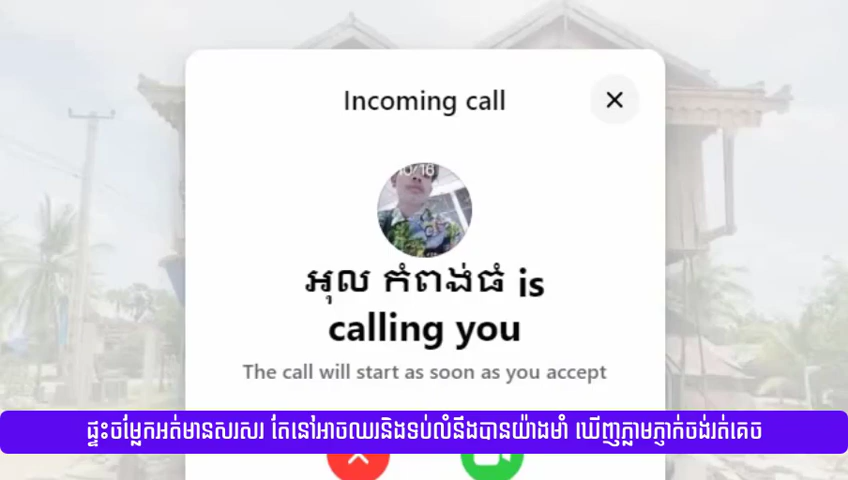 Incoming call
10/16
អុល កំពង់ធំ is
calling you
The call will start as soon as you accept
ផ្ទះចម្លែកអត់មានសរសរ តែនៅអាចឈរនិងទប់លំនឹងបានយ៉ាងមាំ ឃើញភ្លាមភ្ញាក់ចង់រត់គេច